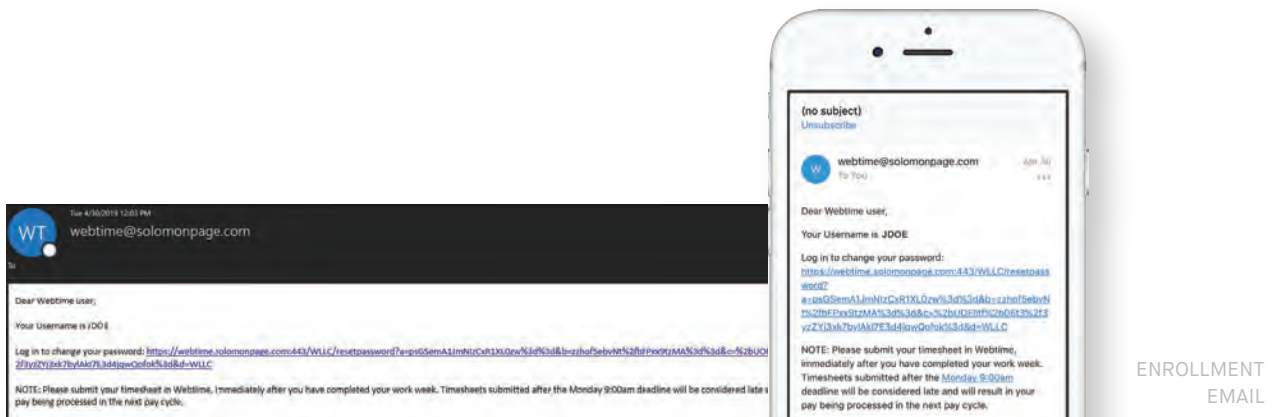 Tue 4/30/2019 12:03 PM
WT
webtime@solomonpage.com
To
Dear Webtime user,
Your Username is JDOE
Log in to change your password:
NOTE: Please submit your timesheet in Webtime, immediately after you have completed your work week. Timesheets submitted after the Monday 9:00am deadline will be considered late
pay being processed in the next pay cycle.
(no subject)
Unsubscribe
W
webtime@solomonpage.com
To You
Dear Webtime user,
Your Username is JDOE
Log in to change your password:
https://webtime.solomonpage.com:443/WLLC/resetpass
word?
NOTE: Please submit your timesheet in Webtime,
immediately after you have completed your work week.
Timesheets submitted after the Monday 9:00am
deadline will be considered late and will result in your
pay being processed in the next pay cycle.
ENROLLMENT
EMAIL